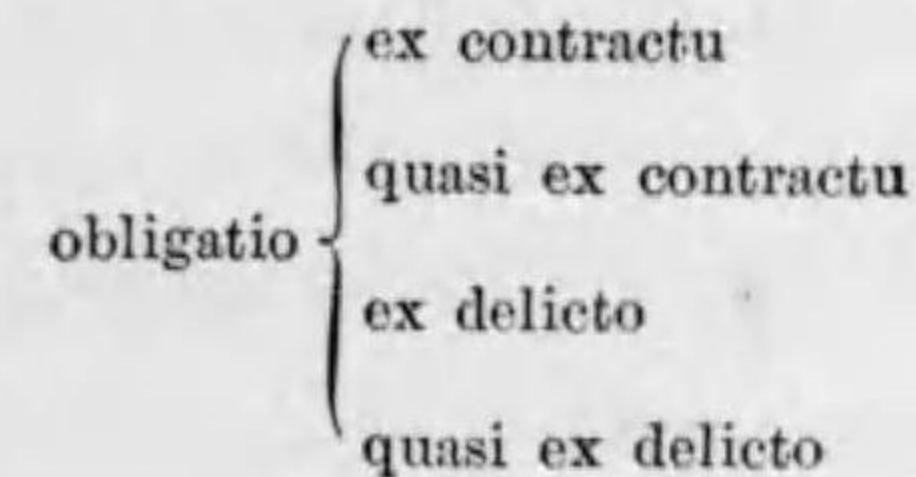 ex contractu
quasi ex contractu
obligatio
ex delicto
quasi ex delicto